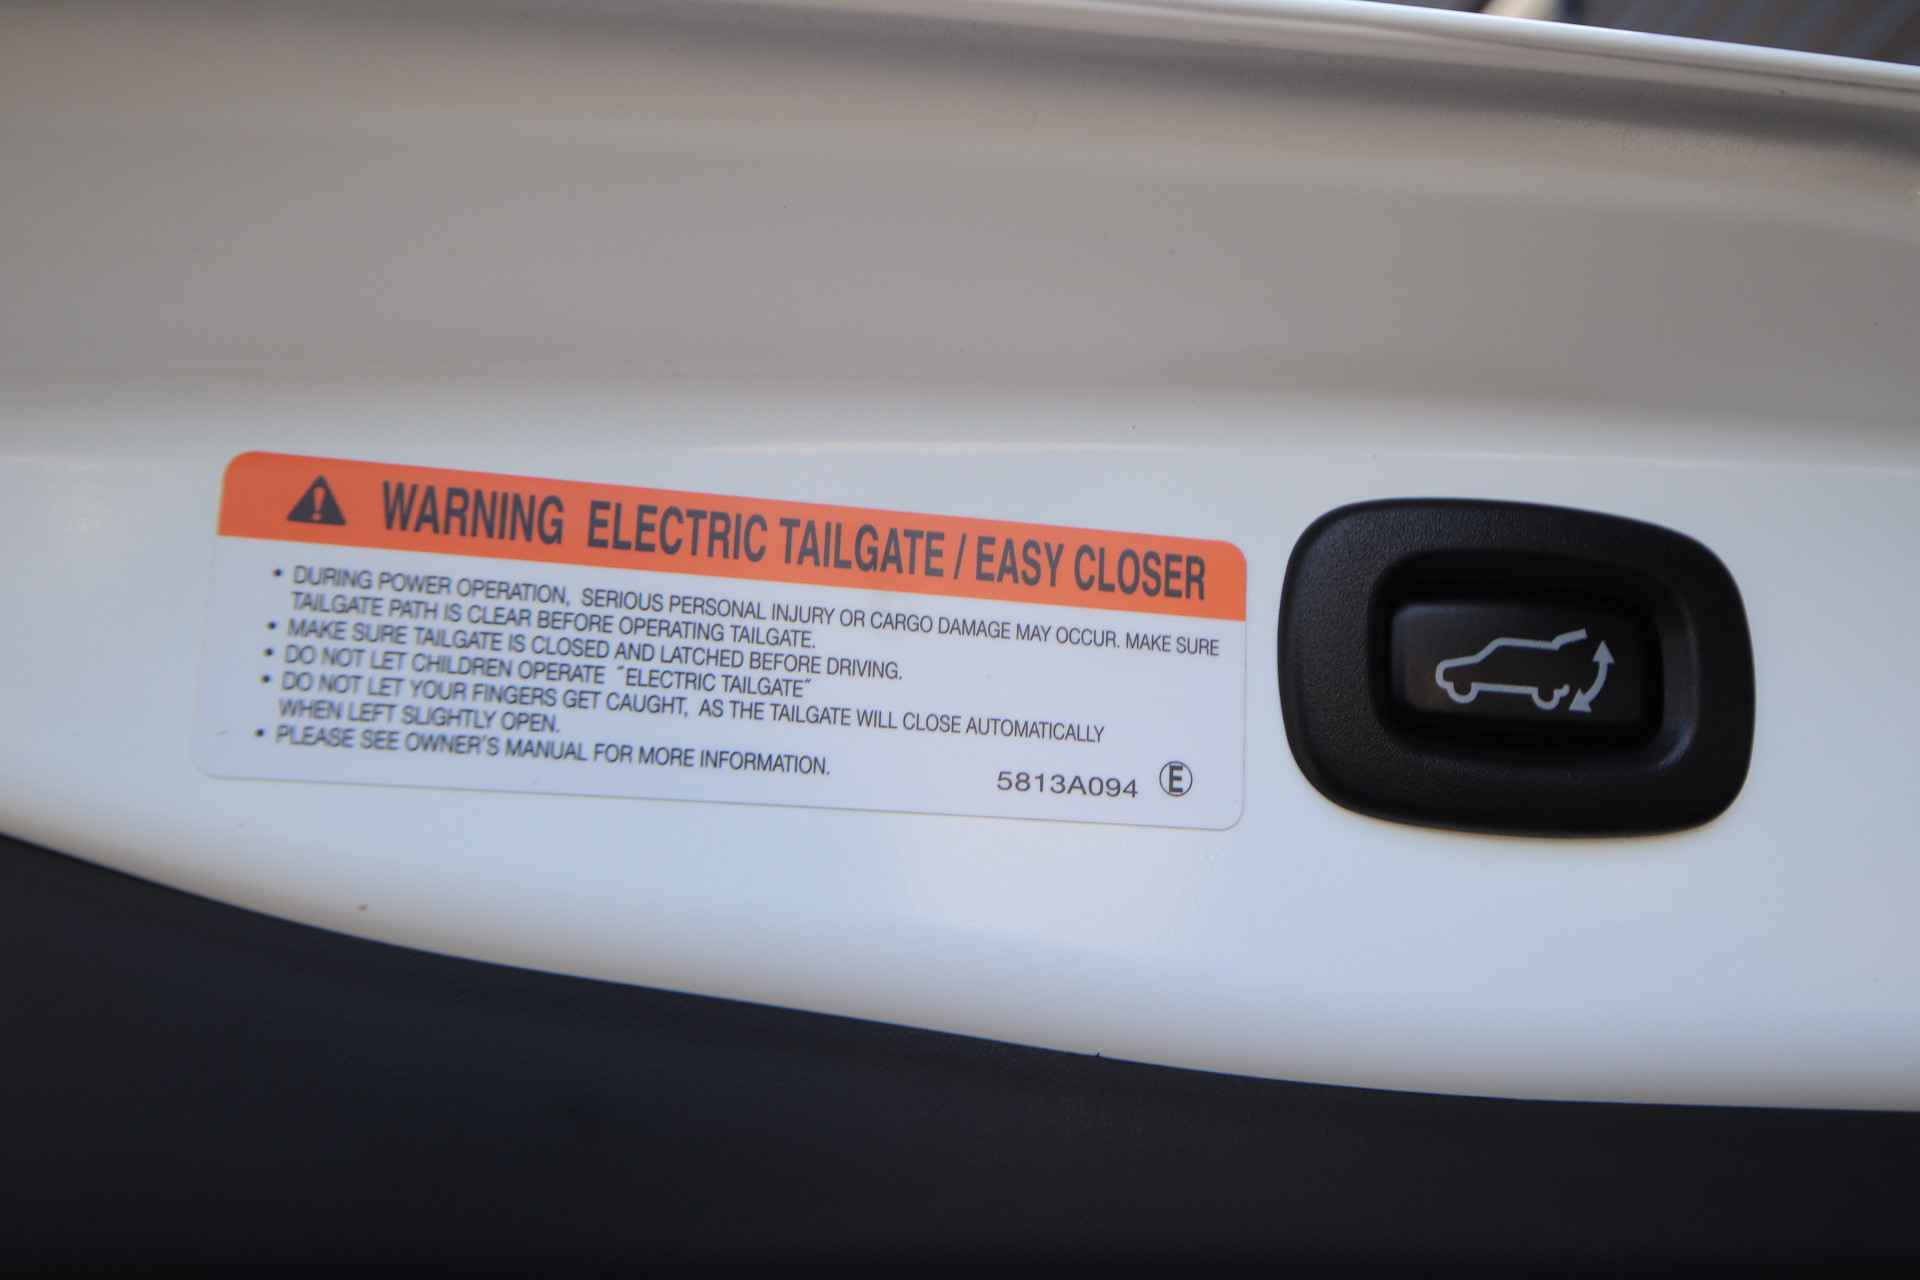 WARNING ELECTRIC TAILGATE / EASY CLOSER
• DURING POWER OPERATION, SERIOUS PERSONAL INJURY OR CARGO DAMAGE MAY OCCUR. MAKE SURE
TAILGATE PATH IS CLEAR BEFORE OPERATING TAILGATE.
• MAKE SURE TAILGATE IS CLOSED AND LATCHED BEFORE DRIVING.
• DO NOT LET CHILDREN OPERATE ˝ELECTRIC TAILGATE˝
• DO NOT LET YOUR FINGERS GET CAUGHT, AS THE TAILGATE WILL CLOSE AUTOMATICALLY
WHEN LEFT SLIGHTLY OPEN.
• PLEASE SEE OWNER'S MANUAL FOR MORE INFORMATION.
5813A094 Ⓔ